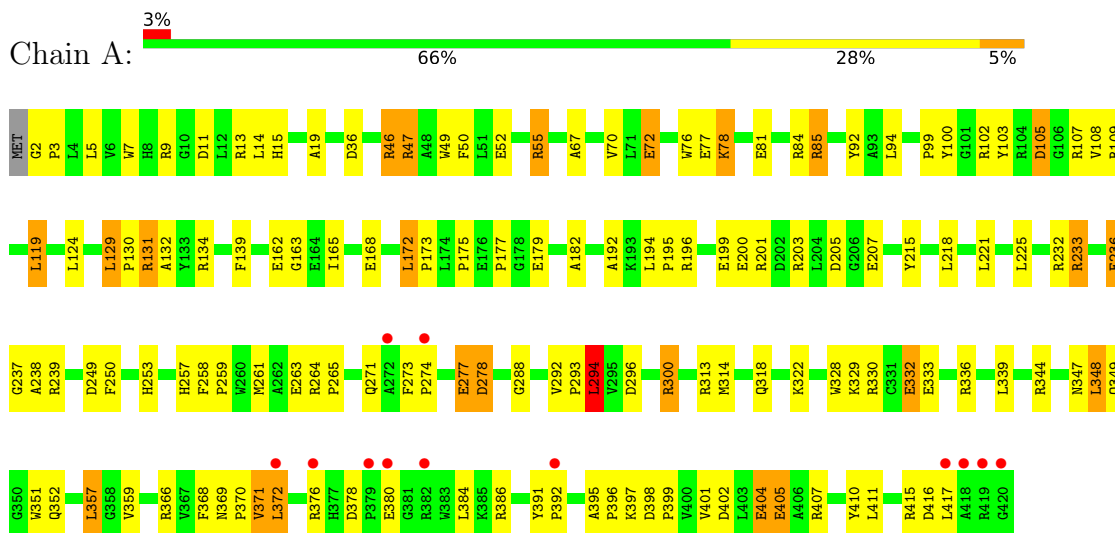 3%
Chain A:
66% 28% 5%
MET G2 P3 L4 L5 V6 W7 H8 R9 G10 D11 L12 R13 L14 H15 A19 D36 R46 R47 A48 W49 F50 L51 E52 R55 A67 V70 L71 E72 W76 E77 K78 E81 R84 R85 Y92 A93 L94 P99 Y100 G101 R102 Y103 R104 D105 G106 R107 V108
L119 L124 L129 P130 R131 A132 Y133 R134 F139 E162 G163 E164 I165 E168 L172 P173 L174 P175 E176 P177 G178 E179 A182 A192 K193 L194 P195 R196 E199 E200 R201 D202 R203 L204 D205 G206 E207 Y215 L218 L221 L225 R232 R233
G237 A238 R239 D249 F250 H253 H257 F258 P259 W260 M261 A262 E263 R264 P265 Q271 A272 F273 P274 E277 D278 G288 V292 P293 L294 V295 D296 R300 R313 M314 Q318 K322 W328 K329 R330 C331 E332 E333 R336 L339 R344 N347 L348
G350 W351 Q352 L357 G358 V359 R366 V367 F368 N369 P370 V371 L372 R376 H377 D378 P379 E380 G381 R382 W383 L384 K385 R386 Y391 P392 A395 P396 K397 D398 P399 V400 V401 D402 L403 E404 E405 A406 R407 Y410 L411 R415 D416 L417 A418 R419 G420